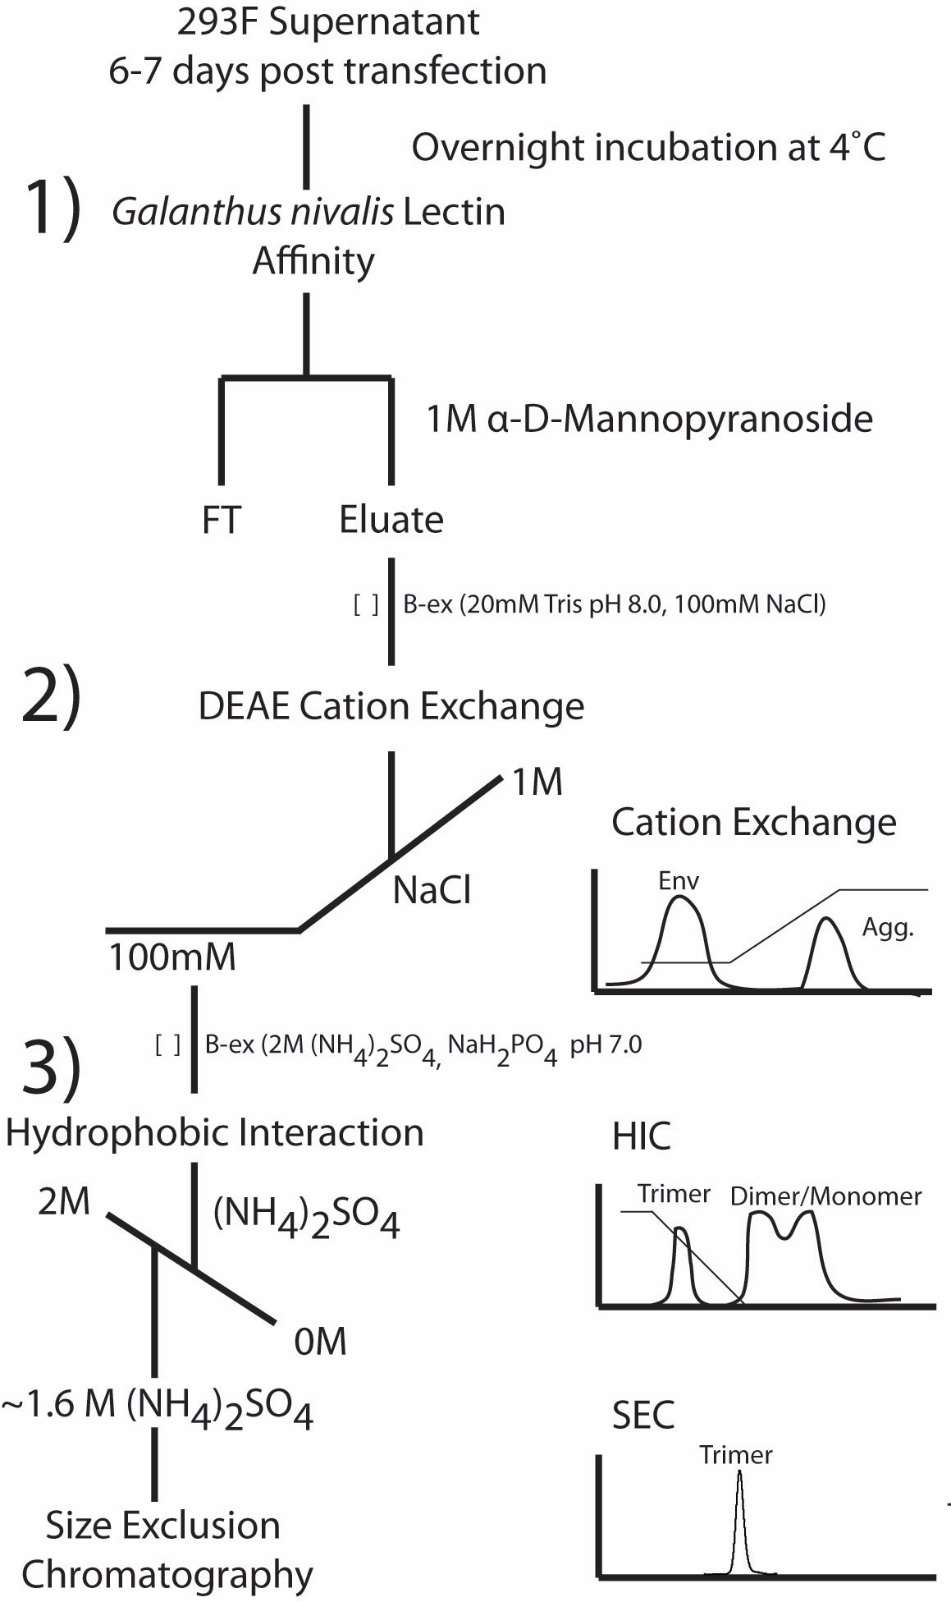 293F Supernatant
6-7 days post transfection
Overnight incubation at 4˚C
1) Galanthus nivalis Lectin
Affinity
1M α-D-Mannopyranoside
FT Eluate
[ ] B-ex (20mM Tris pH 8.0, 100mM NaCl)
2) DEAE Cation Exchange
1M
NaCl
100mM
Cation Exchange
Env
Agg.
[ ] B-ex (2M (NH4)2SO4, NaH2PO4 pH 7.0
3)
Hydrophobic Interaction
2M
(NH4)2SO4
0M
HIC
Trimer Dimer/Monomer
~1.6 M (NH4)2SO4
SEC
Trimer
Size Exclusion
Chromatography